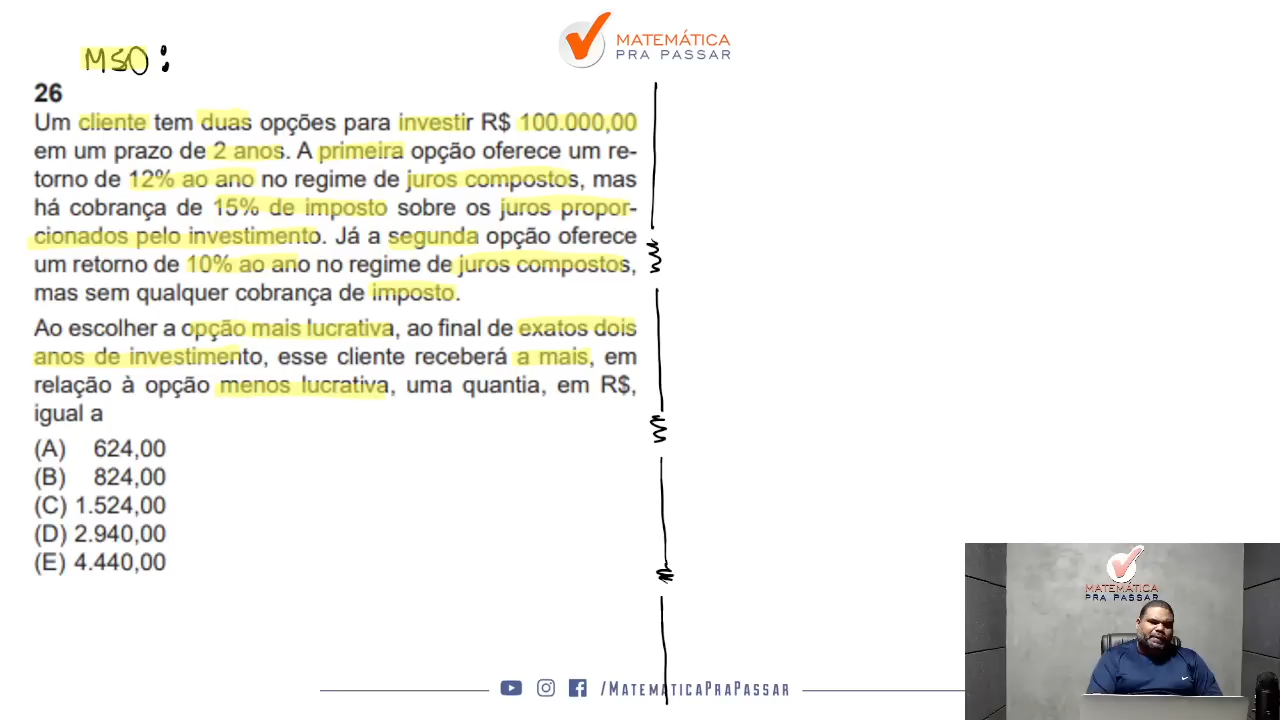 MATEMÁTICA
PRA PASSAR
MSO:
26
Um cliente tem duas opções para investir R$ 100.000,00
em um prazo de 2 anos. A primeira opção oferece um re-
torno de 12% ao ano no regime de juros compostos, mas
há cobrança de 15% de imposto sobre os juros propor-
cionados pelo investimento. Já a segunda opção oferece
um retorno de 10% ao ano no regime de juros compostos,
mas sem qualquer cobrança de imposto.
Ao escolher a opção mais lucrativa, ao final de exatos dois
anos de investimento, esse cliente receberá a mais, em
relação à opção menos lucrativa, uma quantia, em R$,
igual a
(A) 624,00
(B) 824,00
(C) 1.524,00
(D) 2.940,00
(E) 4.440,00
MATEMÁTICA
PRA PASSAR
/MATEMÁTICAPRAPASSAR